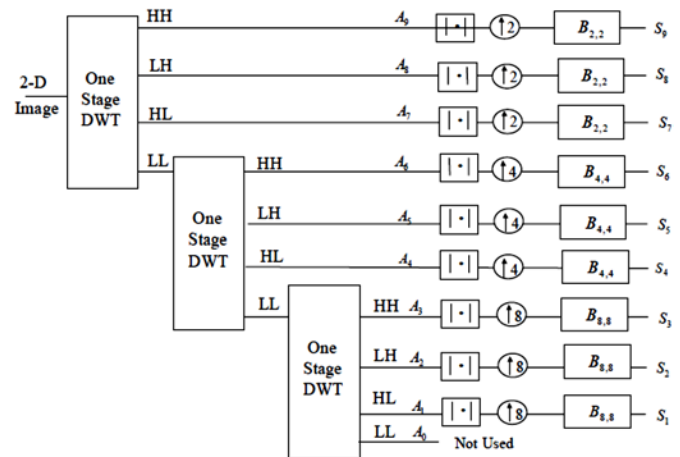 HH A₉ |•| ↑2 B₂,₂ S₉
2-D Image
One Stage DWT
LH A₈ |•| ↑2 B₂,₂ S₈
HL A₇ |•| ↑2 B₂,₂ S₇
LL HH A₆ |•| ↑4 B₄,₄ S₆
One Stage DWT
LH A₅ |•| ↑4 B₄,₄ S₅
HL A₄ |•| ↑4 B₄,₄ S₄
LL HH A₃ |•| ↑8 B₈,₈ S₃
One Stage DWT
LH A₂ |•| ↑8 B₈,₈ S₂
HL A₁ |•| ↑8 B₈,₈ S₁
LL A₀ Not Used